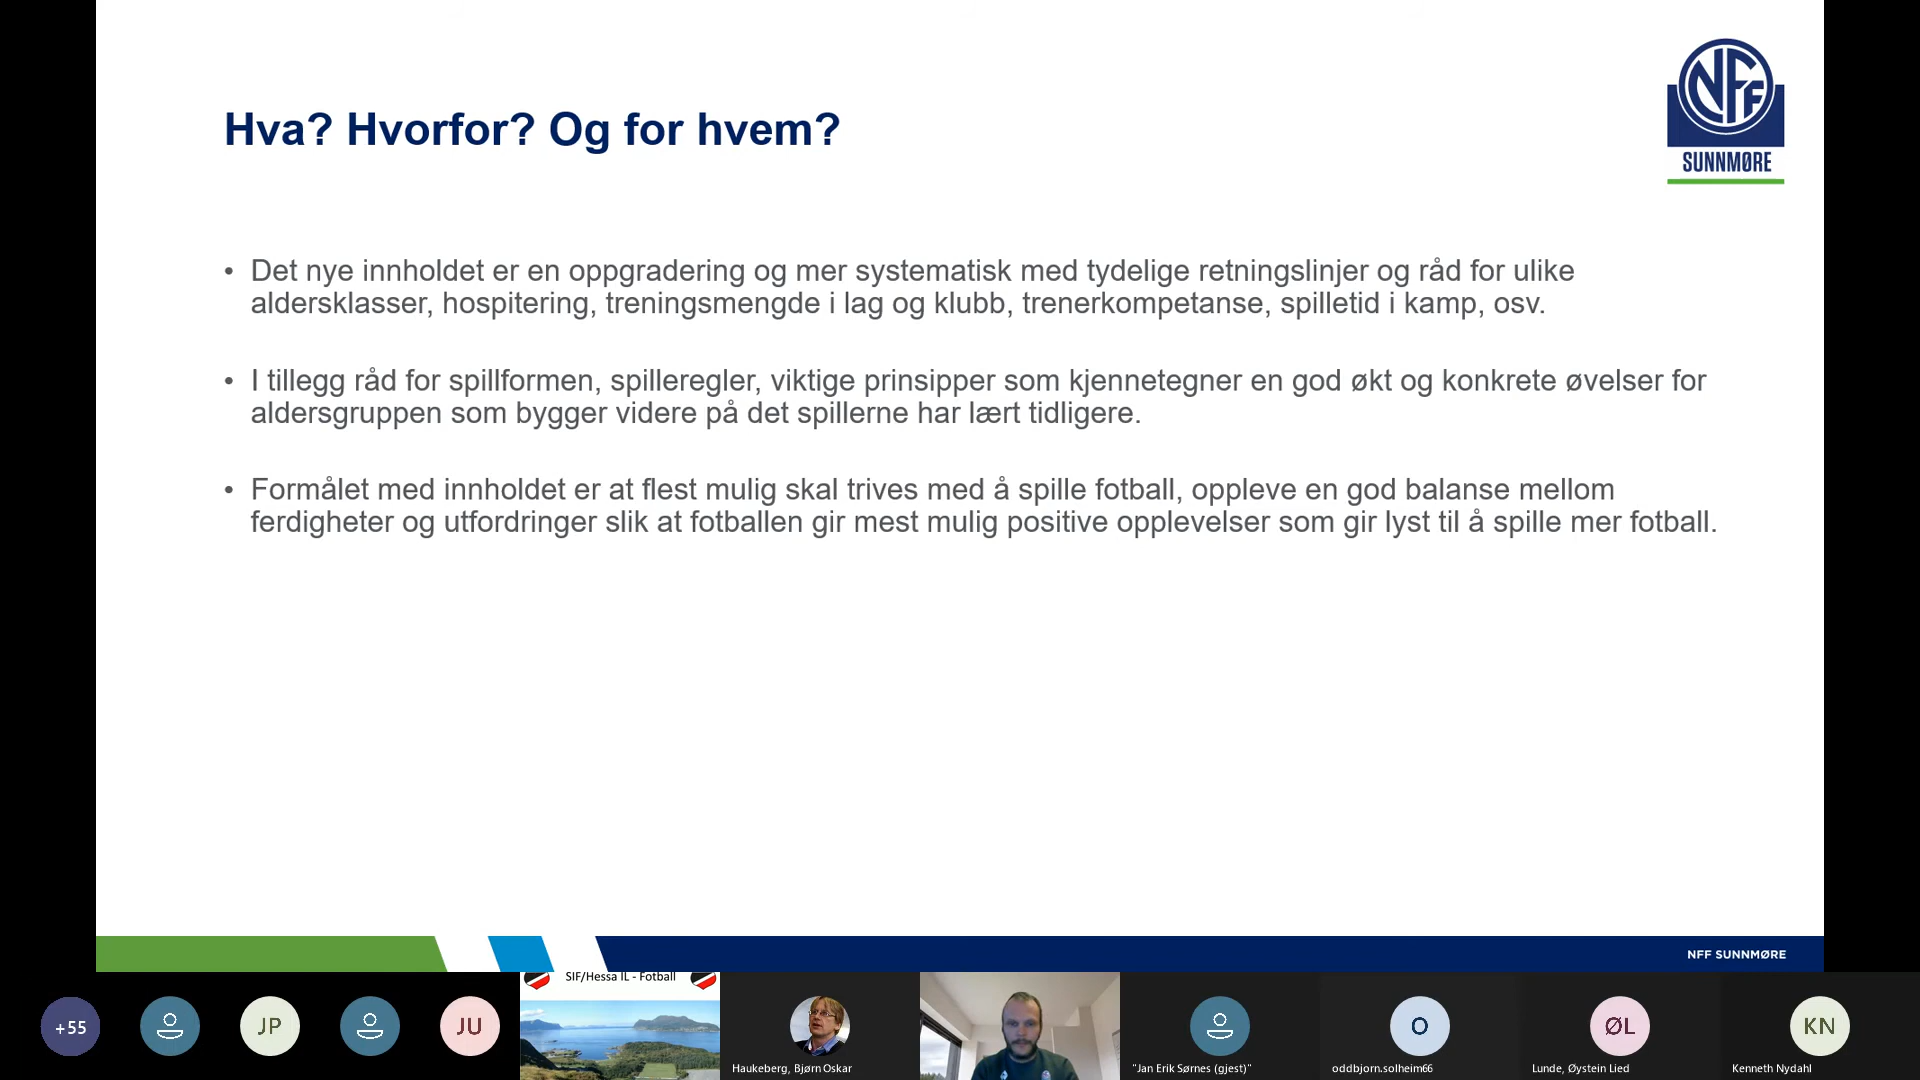 NFF
SUNNMØRE
Hva? Hvorfor? Og for hvem?
• Det nye innholdet er en oppgradering og mer systematisk med tydelige retningslinjer og råd for ulike
aldersklasser, hospitering, treningsmengde i lag og klubb, trenerkompetanse, spilletid i kamp, osv.
• I tillegg råd for spillformen, spilleregler, viktige prinsipper som kjennetegner en god økt og konkrete øvelser for
aldersgruppen som bygger videre på det spillerne har lært tidligere.
• Formålet med innholdet er at flest mulig skal trives med å spille fotball, oppleve en god balanse mellom
ferdigheter og utfordringer slik at fotballen gir mest mulig positive opplevelser som gir lyst til å spille mer fotball.
NFF SUNNMØRE
+55
JP
JU
SIF/Hessa IL - Fotball
Haukeberg, Bjørn Oskar
"Jan Erik Sørnes (gjest)"
O
oddbjorn.solheim66
ØL
Lunde, Øystein Lied
KN
Kenneth Nydahl